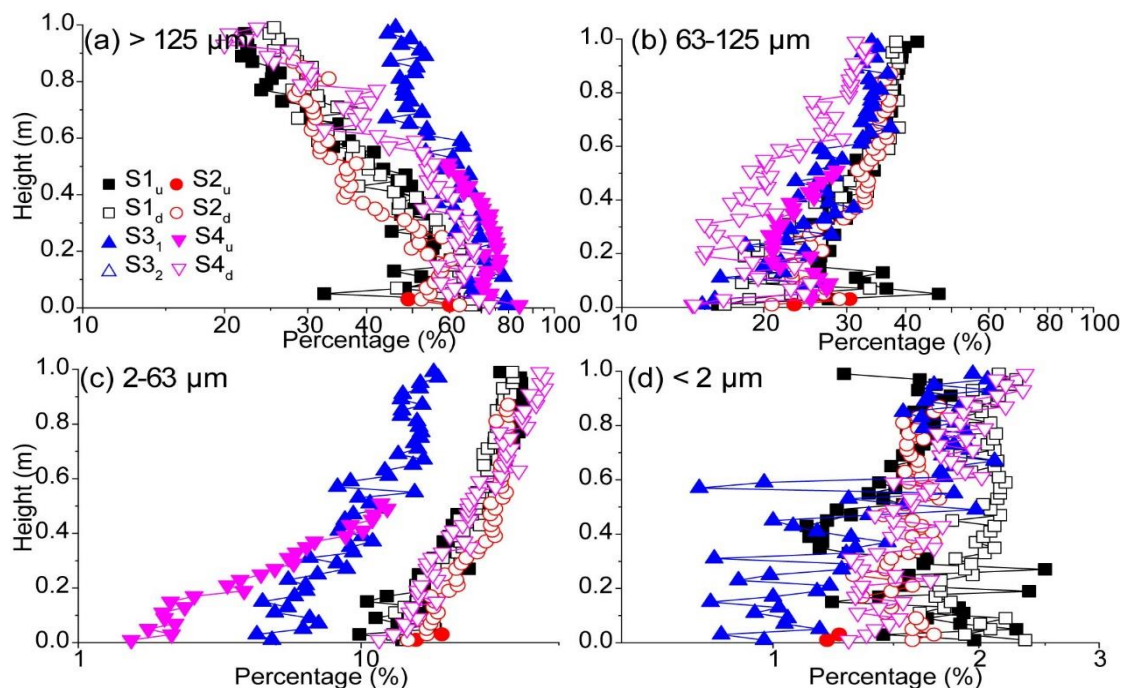 (a) > 125 μm
(b) 63-125 μm
1.0
0.8
0.6
0.4
0.2
0.0
Height (m)
S1u S2u
S1d S2d
S31 S4u
S32 S4d
10 20 30 40 60 80 100
Percentage (%)
10 20 30 40 60 80 100
Percentage (%)
(c) 2-63 μm
(d) < 2 μm
1.0
0.8
0.6
0.4
0.2
0.0
Height (m)
1 10
Percentage (%)
1 2 3
Percentage (%)
1.0
0.8
0.6
0.4
0.2
0.0
1.0
0.8
0.6
0.4
0.2
0.0